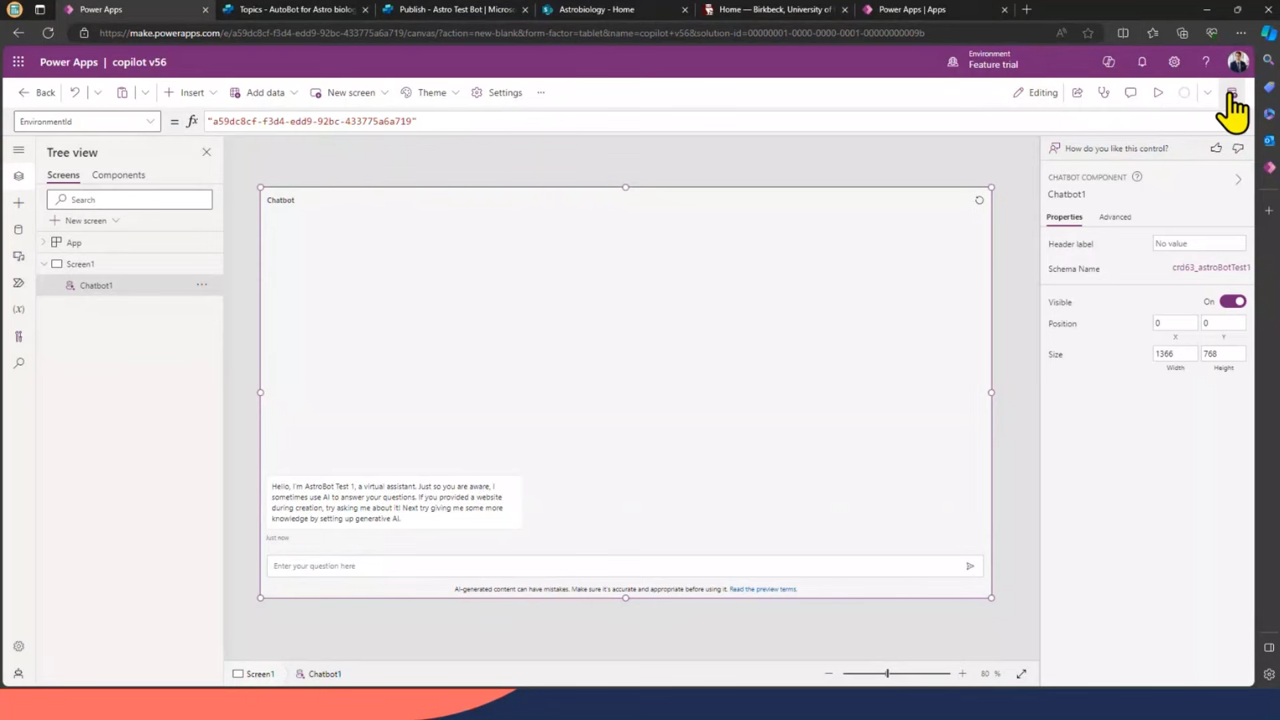 Power Apps
Topics - AutoBot for Astro biolog
Publish - Astro Test Bot | Micros
Astrobiology - Home
Home — Birkbeck, University of
Power Apps | Apps
https://make.powerapps.com/e/a59dc8cf-f3d4-edd9-92bc-433775a6a719/canvas/?action=new-blank&form-factor=tablet&name=copilot+v56&solution-id=00000001-0000-0000-0001-00000000009b
Power Apps | copilot v56
Environment
Feature trial
Back
Insert
Add data
New screen
Theme
Settings
Editing
EnvironmentId
= fx "a59dc8cf-f3d4-edd9-92bc-433775a6a719"
Tree view
Screens
Components
Search
New screen
App
Screen1
Chatbot1
Chatbot
Hello, I'm AstroBot Test 1, a virtual assistant. Just so you are aware, I
sometimes use AI to answer your questions. If you provided a website
during creation, try asking me about it! Next try giving me some more
knowledge by setting up generative AI.
Just now
Enter your question here
AI-generated content can have mistakes. Make sure it's accurate and appropriate before using it. Read the preview terms.
Screen1
Chatbot1
80 %
How do you like this control?
CHATBOT COMPONENT
Chatbot1
Properties
Advanced
Header label
No value
Schema Name
crd63_astroBotTest1
Visible
On
Position
0
0
X
Y
Size
1366
768
Width
Height